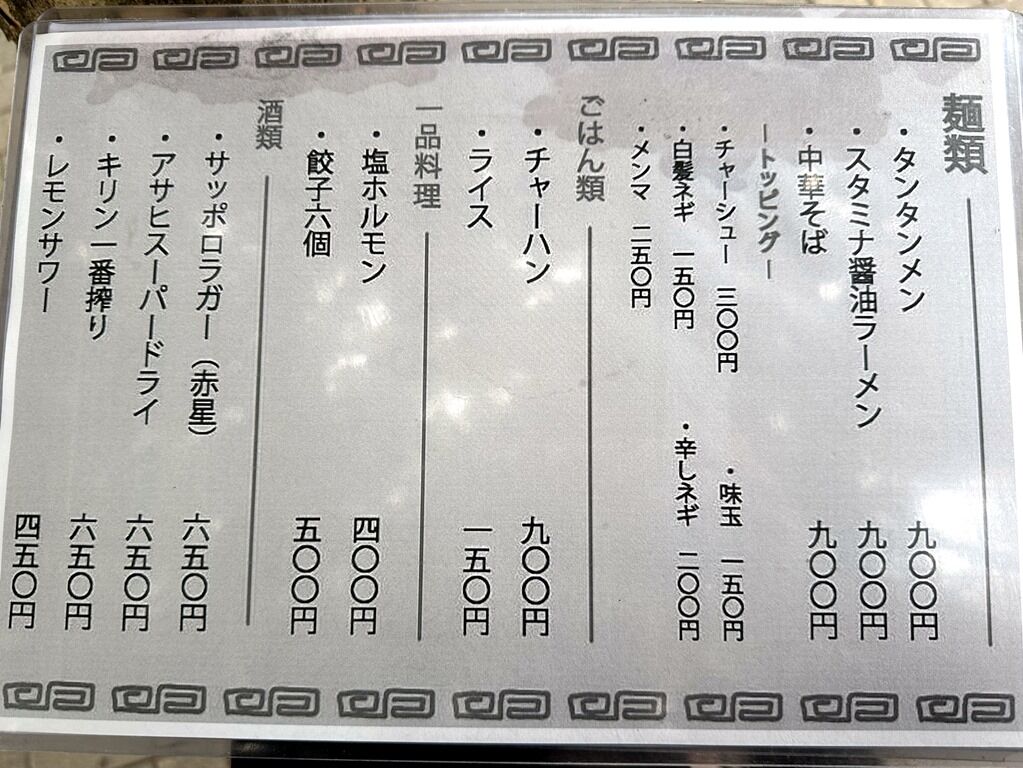 麺類
・タンタンメン 九〇〇円
・スタミナ醤油ラーメン 九〇〇円
・中華そば 九〇〇円
ートッピングー
・チャーシュー 三〇〇円 ・味玉 一五〇円
・白髪ネギ 一五〇円 ・辛しネギ 二〇〇円
・メンマ 二五〇円
ごはん類
・チャーハン 九〇〇円
・ライス 一五〇円
一品料理
・塩ホルモン 四〇〇円
・餃子六個 五〇〇円
酒類
・サッポロラガー（赤星） 六五〇円
・アサヒスーパードライ 六五〇円
・キリン一番搾り 六五〇円
・レモンサワー 四五〇円